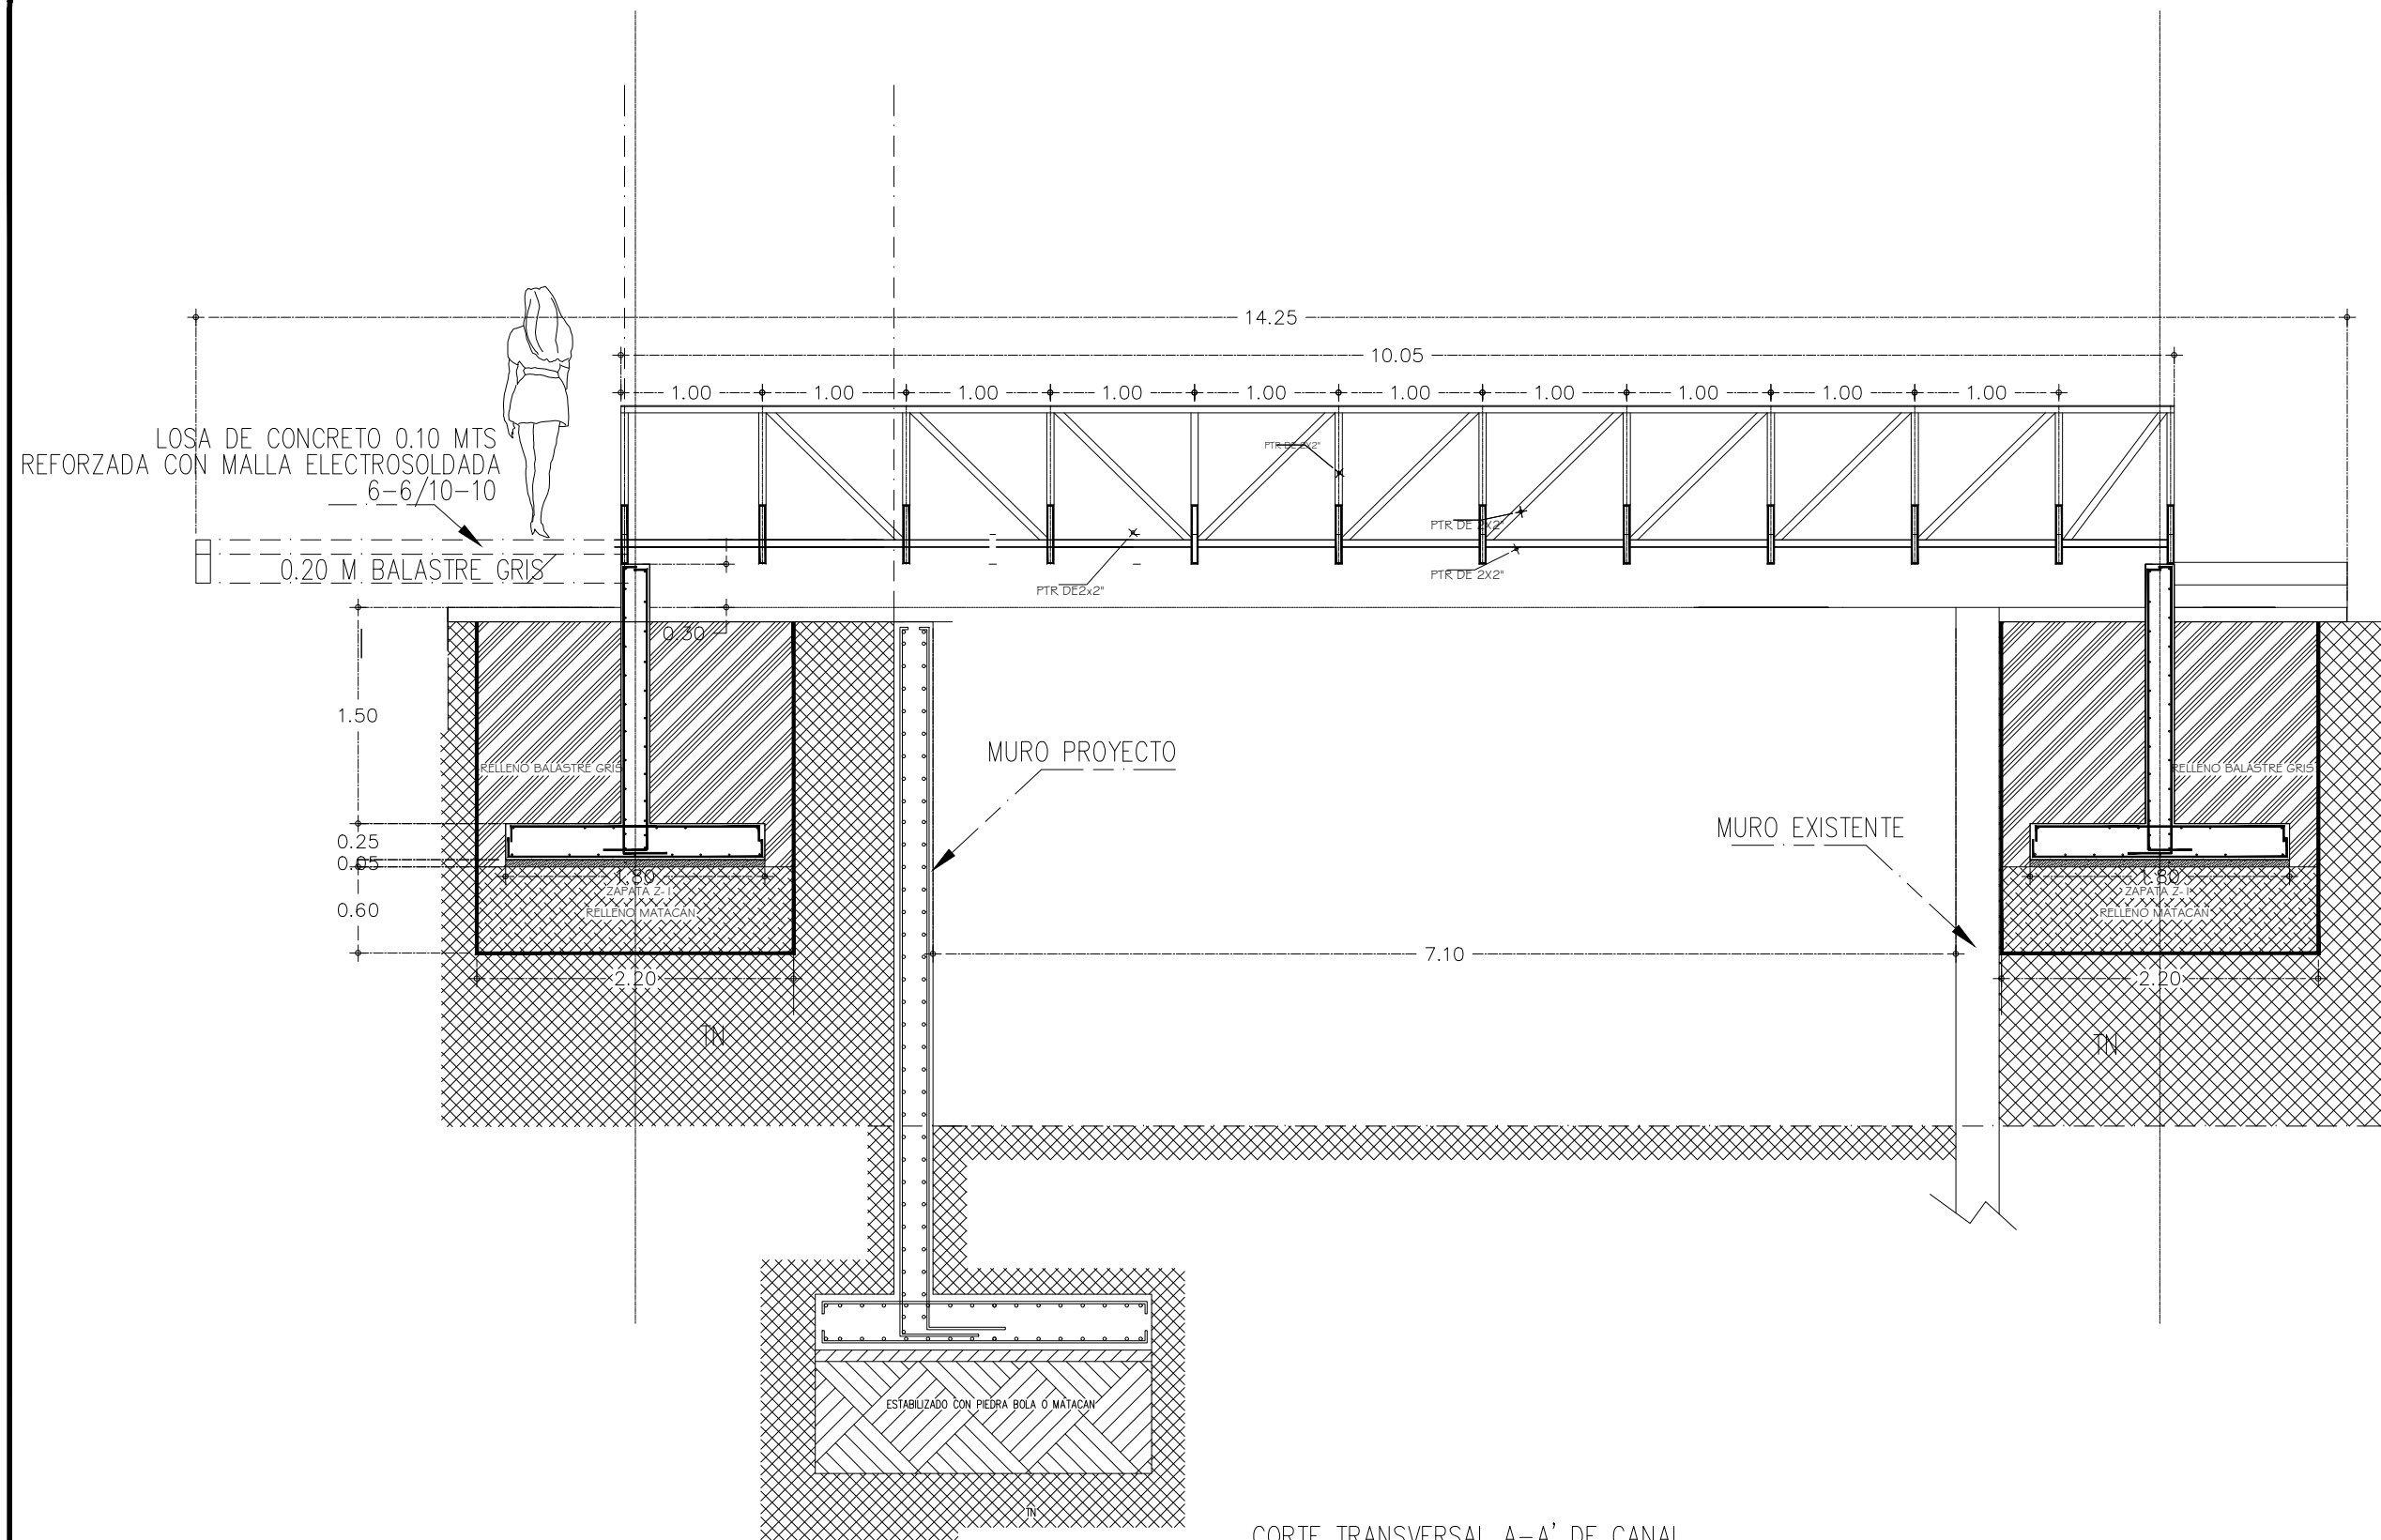 14.25
10.05
1.00 1.00 1.00 1.00 1.00 1.00 1.00 1.00 1.00 1.00
LOSA DE CONCRETO 0.10 MTS
REFORZADA CON MALLA ELECTROSOLDADA
6-6/10-10
PTR DE 2X2"
PTR DE 2X2"
0.20 M BALASTRE GRIS
PTR DE 2X2"
PTR DE2x2"
0.30
1.50
MURO PROYECTO
RELLENO BALASTRE GRIS
RELLENO BALASTRE GRIS
MURO EXISTENTE
0.25
0.05
1.80
1.80
ZAPATA Z-1
ZAPATA Z-1
0.60
RELLENO MATACAN
RELLENO MATACAN
7.10
2.20
2.20
TN
TN
ESTABILIZADO CON PIEDRA BOLA O MATACAN
TN
CORTE TRANSVERSAL A-A' DE CANAL